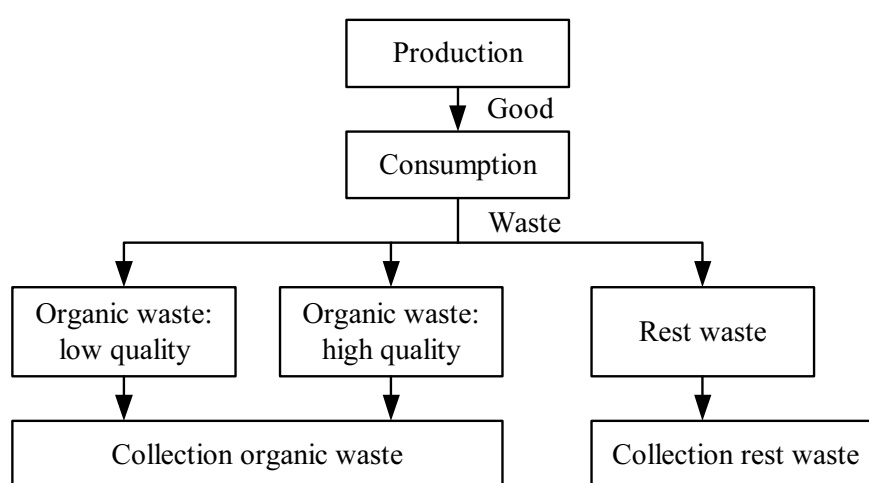 Production
Good
Consumption
Waste
Organic waste:
low quality
Organic waste:
high quality
Rest waste
Collection organic waste
Collection rest waste